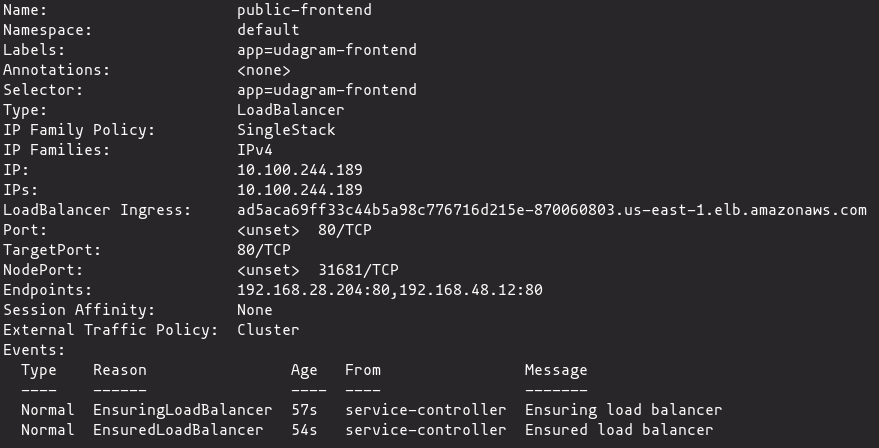 Name:                     public-frontend
Namespace:                default
Labels:                   app=udagram-frontend
Annotations:              <none>
Selector:                 app=udagram-frontend
Type:                     LoadBalancer
IP Family Policy:         SingleStack
IP Families:              IPv4
IP:                       10.100.244.189
IPs:                      10.100.244.189
LoadBalancer Ingress:     ad5aca69ff33c44b5a98c776716d215e-870060803.us-east-1.elb.amazonaws.com
Port:                     <unset>  80/TCP
TargetPort:               80/TCP
NodePort:                 <unset>  31681/TCP
Endpoints:                192.168.28.204:80,192.168.48.12:80
Session Affinity:         None
External Traffic Policy:  Cluster
Events:
  Type    Reason                Age   From                Message
  ----    ------                ----  ----                -------
  Normal  EnsuringLoadBalancer  57s   service-controller  Ensuring load balancer
  Normal  EnsuredLoadBalancer   54s   service-controller  Ensured load balancer